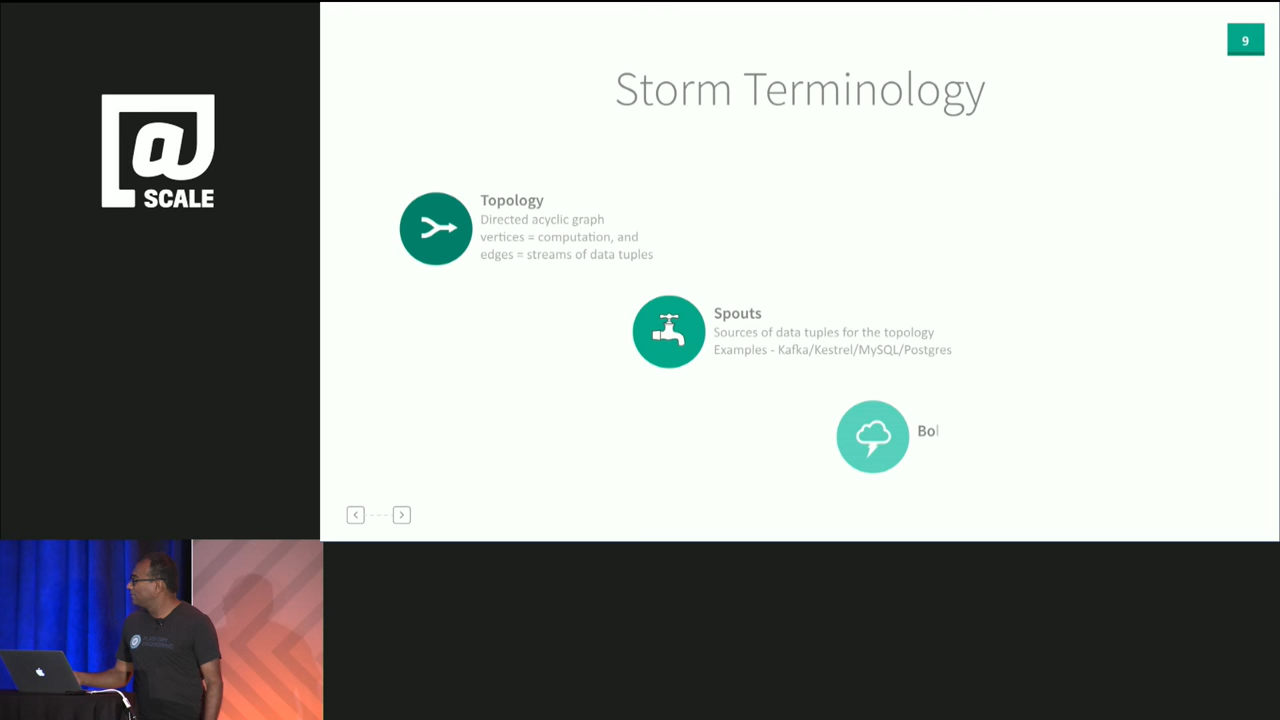 @
SCALE
9
Storm Terminology
Topology
Directed acyclic graph
vertices = computation, and
edges = streams of data tuples
Spouts
Sources of data tuples for the topology
Examples - Kafka/Kestrel/MySQL/Postgres
Bol